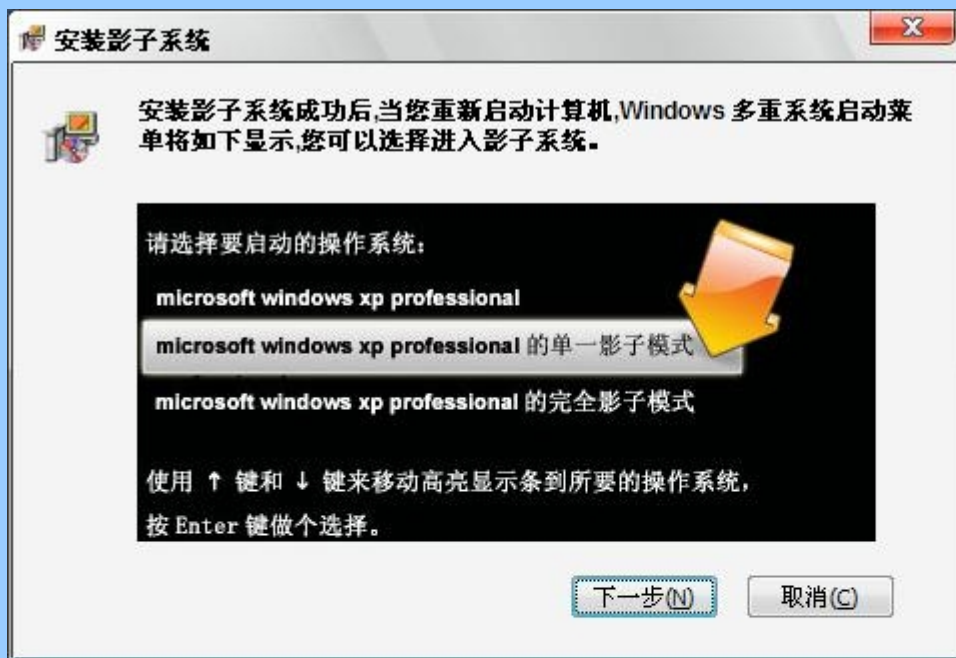 安装影子系统
安装影子系统成功后,当您重新启动计算机,Windows 多重系统启动菜
单将如下显示,您可以选择进入影子系统。
请选择要启动的操作系统:
microsoft windows xp professional
microsoft windows xp professional 的单一影子模式
microsoft windows xp professional 的完全影子模式
使用 ↑ 键和 ↓ 键来移动高亮显示条到所要的操作系统,
按 Enter 键做个选择。
下一步(N) 取消(C)